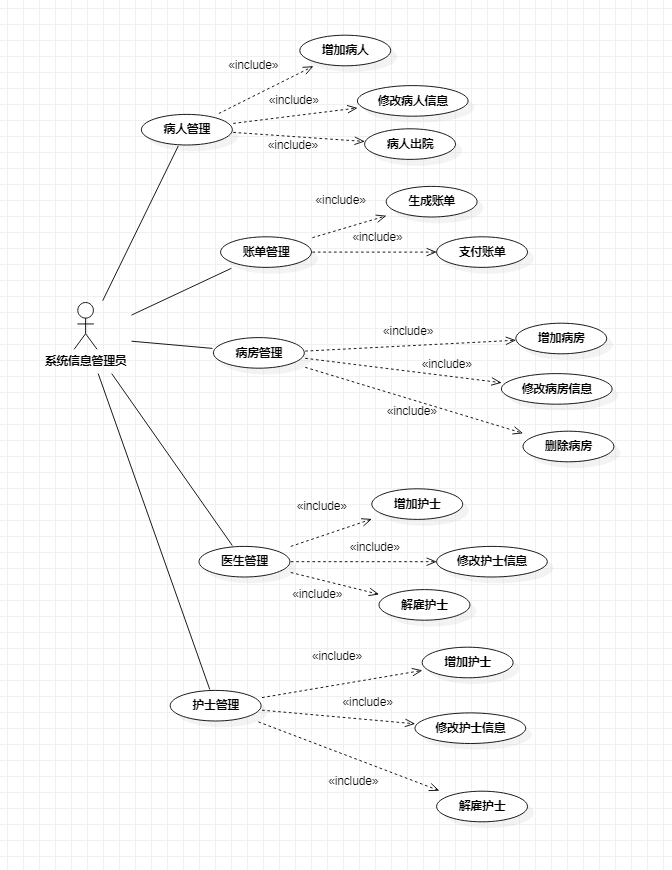 增加病人
«include»
修改病人信息
«include»
病人管理
病人出院
«include»
生成账单
«include»
支付账单
«include»
账单管理
系统信息管理员
增加病房
«include»
病房管理
«include»
修改病房信息
«include»
删除病房
增加护士
«include»
医生管理
«include»
修改护士信息
«include»
解雇护士
«include»
增加护士
护士管理
«include»
修改护士信息
«include»
解雇护士